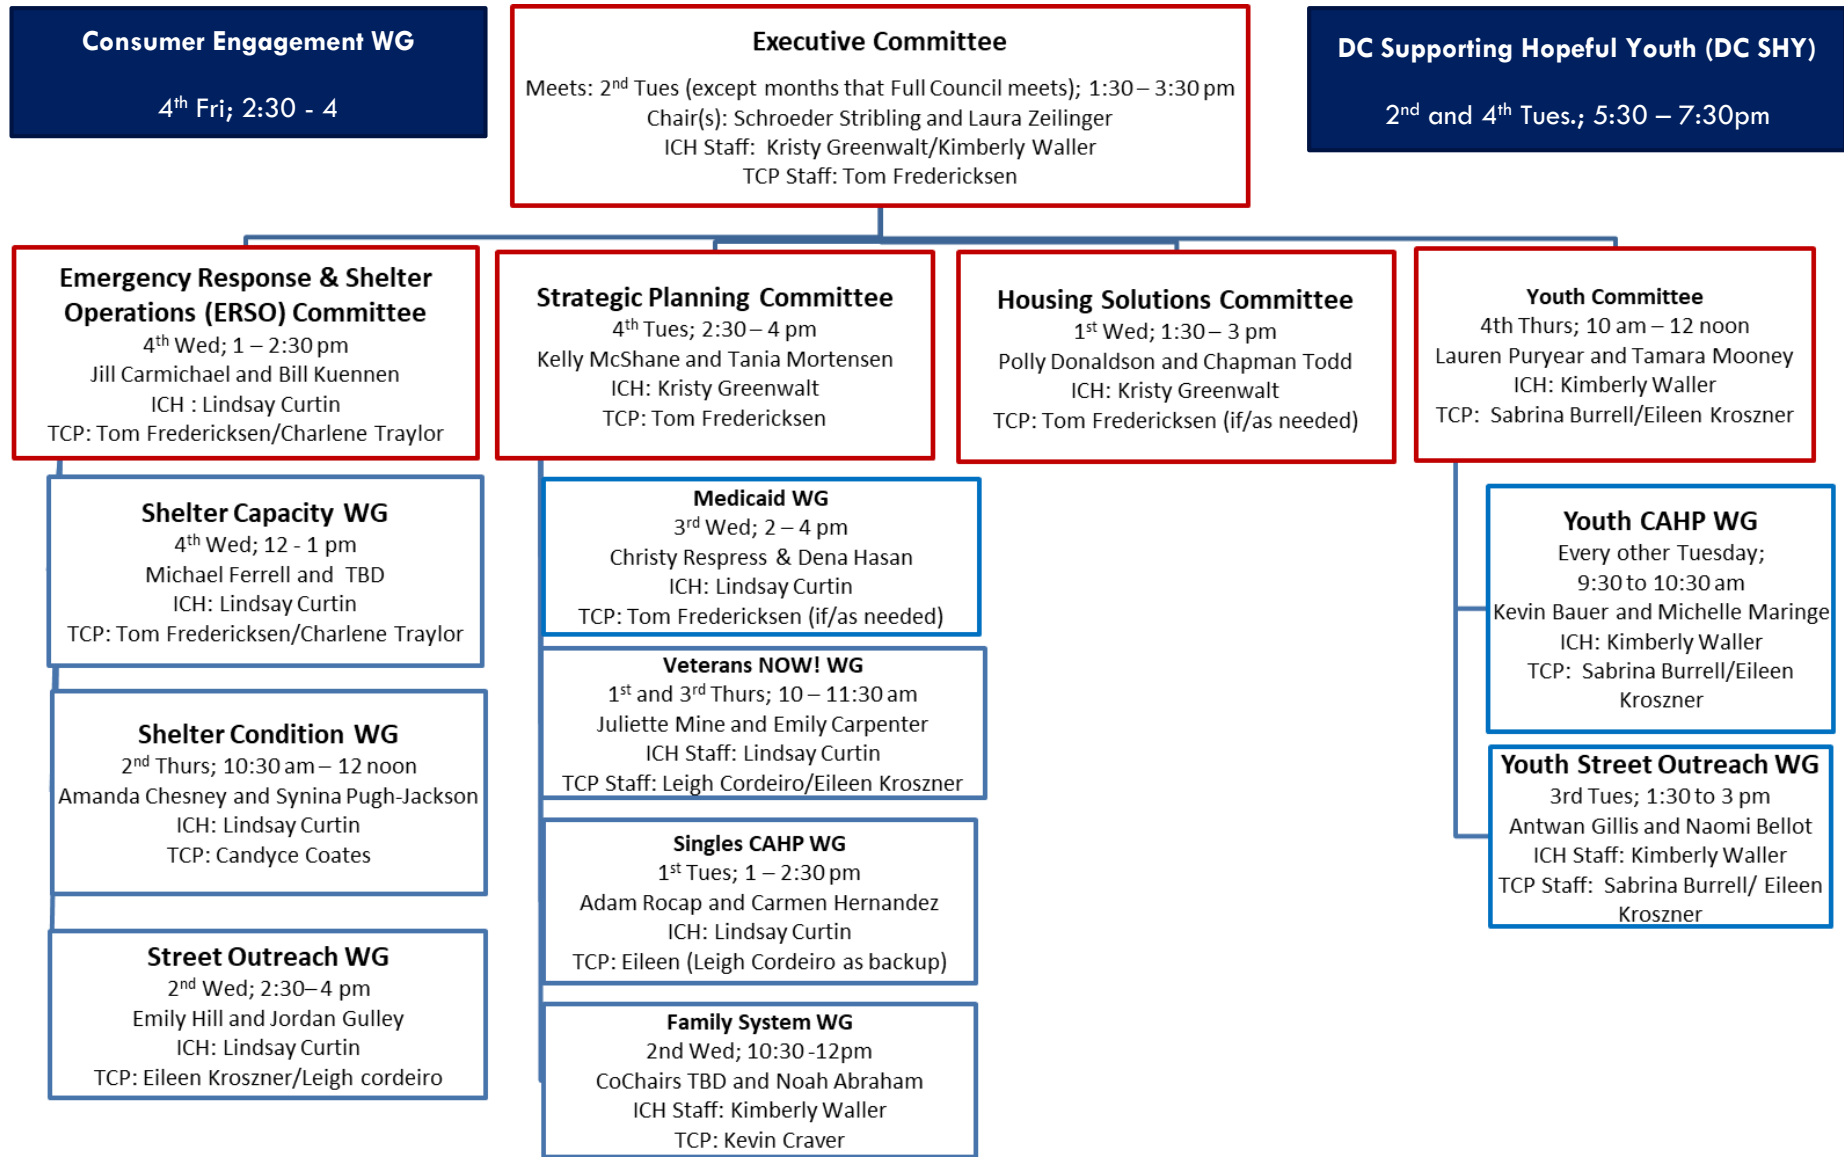 Consumer Engagement WG
4th Fri; 2:30 - 4
Executive Committee
Meets: 2nd Tues (except months that Full Council meets); 1:30 – 3:30 pm
Chair(s): Schroeder Stribling and Laura Zeilinger
ICH Staff: Kristy Greenwalt/Kimberly Waller
TCP Staff: Tom Fredericksen
DC Supporting Hopeful Youth (DC SHY)
2nd and 4th Tues.; 5:30 – 7:30pm
Emergency Response & Shelter
Operations (ERSO) Committee
4th Wed; 1 – 2:30 pm
Jill Carmichael and Bill Kuennen
ICH : Lindsay Curtin
TCP: Tom Fredericksen/Charlene Traylor
Strategic Planning Committee
4th Tues; 2:30 – 4 pm
Kelly McShane and Tania Mortensen
ICH: Kristy Greenwalt
TCP: Tom Fredericksen
Housing Solutions Committee
1st Wed; 1:30 – 3 pm
Polly Donaldson and Chapman Todd
ICH: Kristy Greenwalt
TCP: Tom Fredericksen (if/as needed)
Youth Committee
4th Thurs; 10 am – 12 noon
Lauren Puryear and Tamara Mooney
ICH: Kimberly Waller
TCP: Sabrina Burrell/Eileen Kroszner
Shelter Capacity WG
4th Wed; 12 - 1 pm
Michael Ferrell and TBD
ICH: Lindsay Curtin
TCP: Tom Fredericksen/Charlene Traylor
Shelter Condition WG
2nd Thurs; 10:30 am – 12 noon
Amanda Chesney and Synina Pugh-Jackson
ICH: Lindsay Curtin
TCP: Candyce Coates
Street Outreach WG
2nd Wed; 2:30– 4 pm
Emily Hill and Jordan Gulley
ICH: Lindsay Curtin
TCP: Eileen Kroszner/Leigh cordeiro
Medicaid WG
3rd Wed; 2 – 4 pm
Christy Respress & Dena Hasan
ICH: Lindsay Curtin
TCP: Tom Fredericksen (if/as needed)
Veterans NOW! WG
1st and 3rd Thurs; 10 – 11:30 am
Juliette Mine and Emily Carpenter
ICH Staff: Lindsay Curtin
TCP Staff: Leigh Cordeiro/Eileen Kroszner
Singles CAHP WG
1st Tues; 1 – 2:30 pm
Adam Rocap and Carmen Hernandez
ICH: Lindsay Curtin
TCP: Eileen (Leigh Cordeiro as backup)
Family System WG
2nd Wed; 10:30 -12pm
CoChairs TBD and Noah Abraham
ICH Staff: Kimberly Waller
TCP: Kevin Craver
Youth CAHP WG
Every other Tuesday;
9:30 to 10:30 am
Kevin Bauer and Michelle Maringe
ICH: Kimberly Waller
TCP: Sabrina Burrell/Eileen
Kroszner
Youth Street Outreach WG
3rd Tues; 1:30 to 3 pm
Antwan Gillis and Naomi Bellot
ICH Staff: Kimberly Waller
TCP Staff: Sabrina Burrell/ Eileen
Kroszner